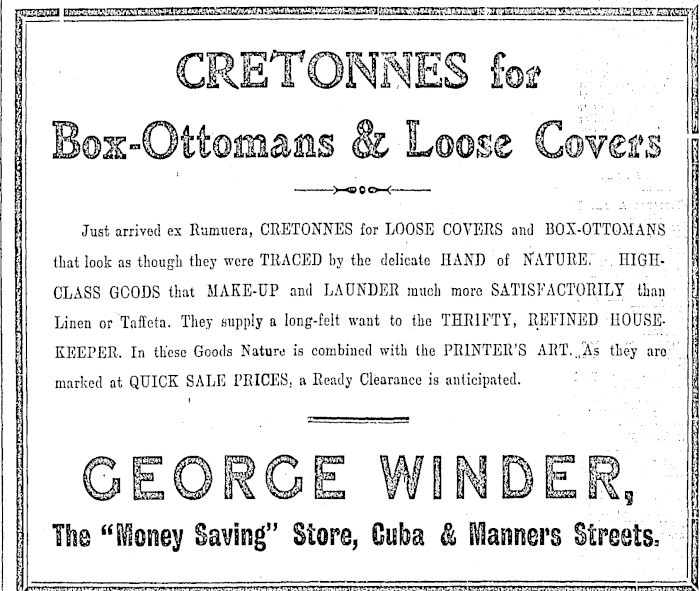 CRETONNES for
Box-Ottomans & Loose Covers
Just arrived ex Rumuera, CRETONNES for LOOSE COVERS and BOX-OTTOMANS
that look as though they were TRACED by the delicate HAND of NATURE. HIGH-
CLASS GOODS that MAKE-UP and LAUNDER much more SATISFACTORILY than
Linen or Taffeta. They supply a long-felt want to the THRIFTY, REFINED HOUSE-
KEEPER. In these Goods Nature is combined with the PRINTER'S ART. As they are
marked at QUICK SALE PRICES, a Ready Clearance is anticipated.
GEORGE WINDER,
The "Money Saving" Store, Cuba & Manners Streets.